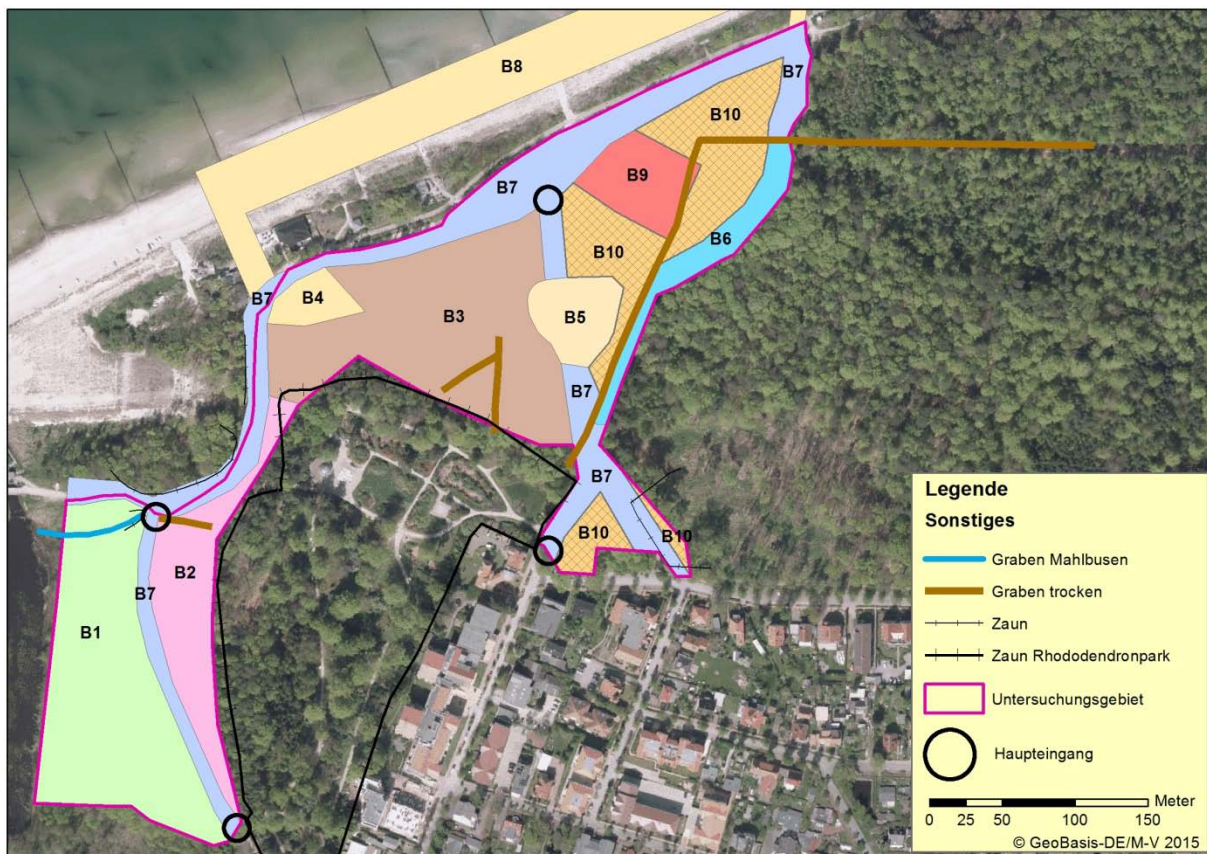 B8
B7
B10
B9
B7
B6
B10
B7
B4
B3
B5
B7
B7
B10
B10
B2
B7
B1
Legende
Sonstiges
Graben Mahlbusen
Graben trocken
Zaun
Zaun Rhododendronpark
Untersuchungsgebiet
Haupteingang
Meter
0 25 50 100 150
© GeoBasis-DE/M-V 2015